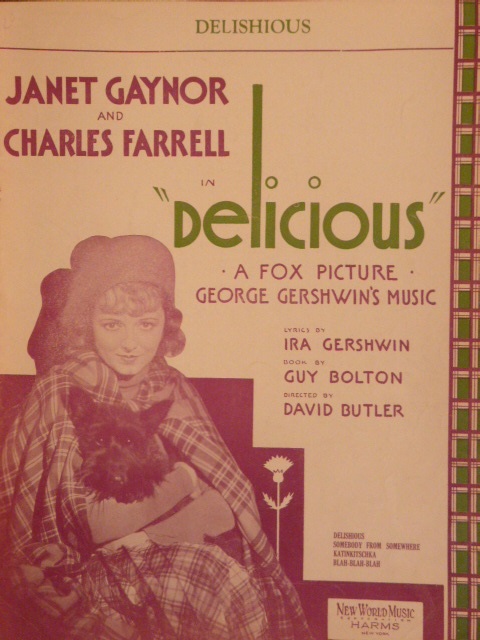 DELISHIOUS
JANET GAYNOR
AND
CHARLES FARRELL
IN
"Delicious"
· A FOX PICTURE ·
GEORGE GERSHWIN'S MUSIC
LYRICS BY
IRA GERSHWIN
BOOK BY
GUY BOLTON
DIRECTED BY
DAVID BUTLER
DELISHIOUS
SOMEBODY FROM SOMEWHERE
KATINKITSCHKA
BLAH-BLAH-BLAH
NEW WORLD MUSIC
CORPORATION
HARMS
NEW YORK